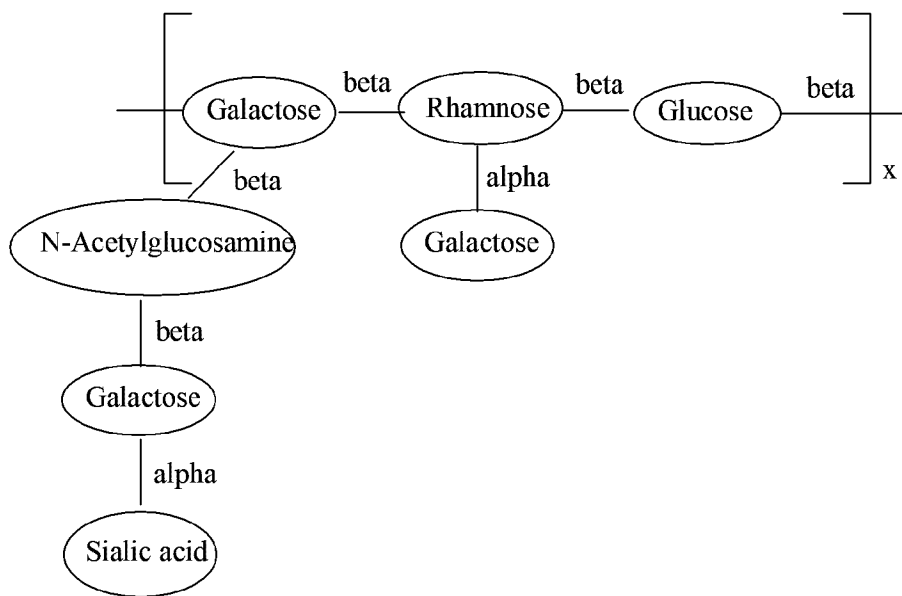 beta beta beta
Galactose Rhamnose Glucose
x
beta alpha
N-Acetylglucosamine Galactose
beta
Galactose
alpha
Sialic acid